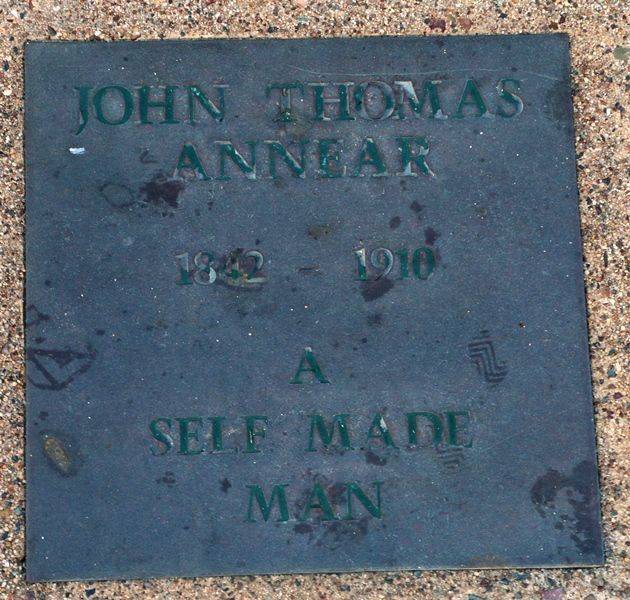 JOHN THOMAS
ANNEAR
1842 - 1910
A
SELF MADE
MAN